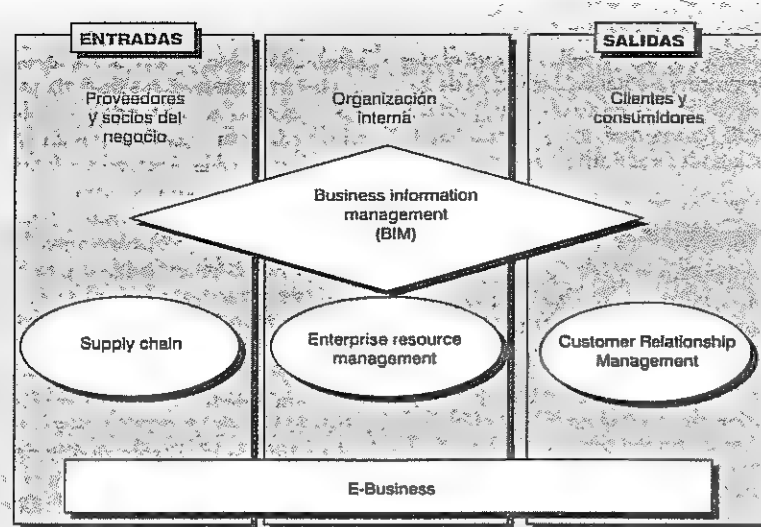 ENTRADAS
SALIDAS
Proveedores
y socios del
negocio
Organización
interna
Clientes y
consumidores
Business information
management
(BIM)
Supply chain
Enterprise resource
management
Customer Relationship
Management
E-Business